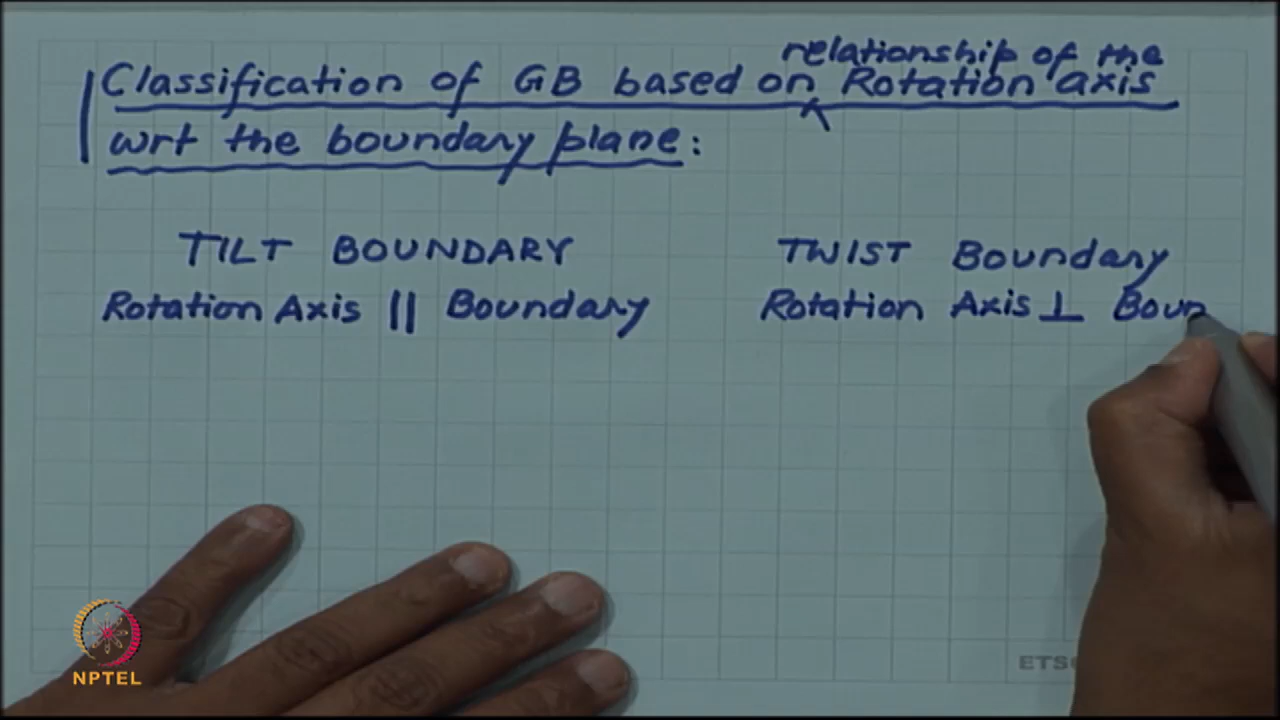 relationship of the
Classification of GB based on Rotation axis
wrt the boundary plane:
TILT BOUNDARY
Rotation Axis || Boundary
TWIST Boundary
Rotation Axis ⊥ Boun
NPTEL